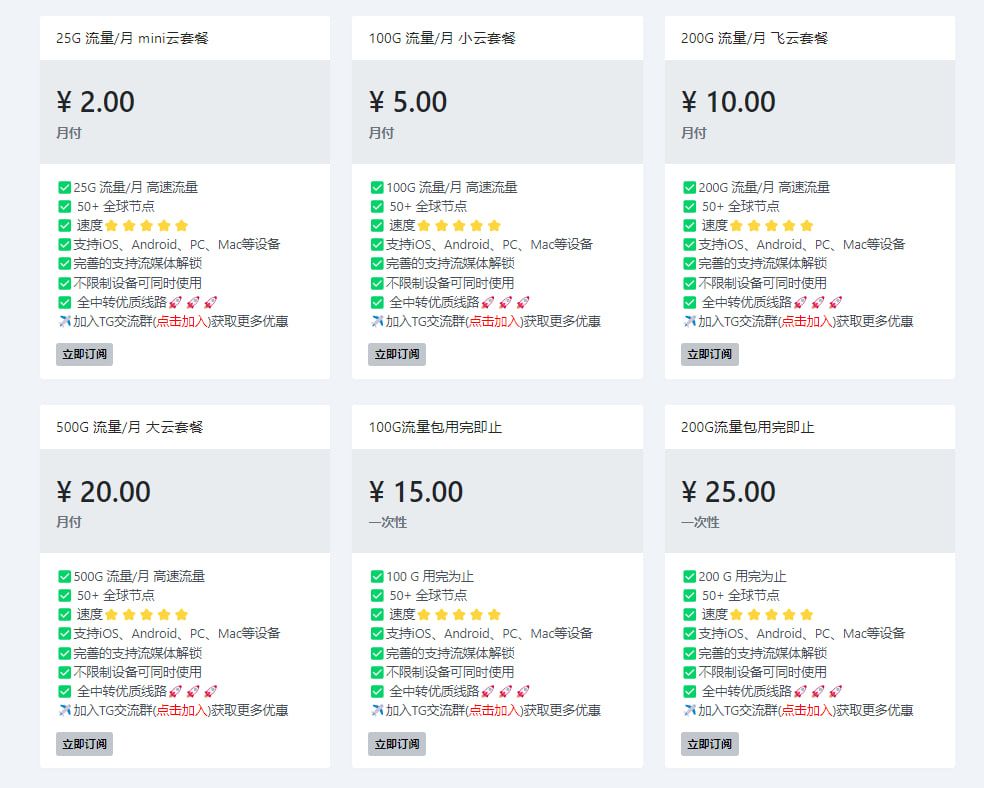 25G 流量/月 mini云套餐
¥ 2.00
月付
✅25G 流量/月 高速流量
✅ 50+ 全球节点
✅ 速度⭐⭐⭐⭐⭐
✅支持iOS、Android、PC、Mac等设备
✅完善的支持流媒体解锁
✅不限制设备可同时使用
✅ 全中转优质线路🚀🚀🚀
✈️加入TG交流群(点击加入)获取更多优惠
立即订阅
100G 流量/月 小云套餐
¥ 5.00
月付
✅100G 流量/月 高速流量
✅ 50+ 全球节点
✅ 速度⭐⭐⭐⭐⭐
✅支持iOS、Android、PC、Mac等设备
✅完善的支持流媒体解锁
✅不限制设备可同时使用
✅ 全中转优质线路🚀🚀🚀
✈️加入TG交流群(点击加入)获取更多优惠
立即订阅
200G 流量/月 飞云套餐
¥ 10.00
月付
✅200G 流量/月 高速流量
✅ 50+ 全球节点
✅ 速度⭐⭐⭐⭐⭐
✅支持iOS、Android、PC、Mac等设备
✅完善的支持流媒体解锁
✅不限制设备可同时使用
✅ 全中转优质线路🚀🚀🚀
✈️加入TG交流群(点击加入)获取更多优惠
立即订阅
500G 流量/月 大云套餐
¥ 20.00
月付
✅500G 流量/月 高速流量
✅ 50+ 全球节点
✅ 速度⭐⭐⭐⭐⭐
✅支持iOS、Android、PC、Mac等设备
✅完善的支持流媒体解锁
✅不限制设备可同时使用
✅ 全中转优质线路🚀🚀🚀
✈️加入TG交流群(点击加入)获取更多优惠
立即订阅
100G流量包用完即止
¥ 15.00
一次性
✅100 G 用完为止
✅ 50+ 全球节点
✅ 速度⭐⭐⭐⭐⭐
✅支持iOS、Android、PC、Mac等设备
✅完善的支持流媒体解锁
✅不限制设备可同时使用
✅ 全中转优质线路🚀🚀🚀
✈️加入TG交流群(点击加入)获取更多优惠
立即订阅
200G流量包用完即止
¥ 25.00
一次性
✅200 G 用完为止
✅ 50+ 全球节点
✅ 速度⭐⭐⭐⭐⭐
✅支持iOS、Android、PC、Mac等设备
✅完善的支持流媒体解锁
✅不限制设备可同时使用
✅ 全中转优质线路🚀🚀🚀
✈️加入TG交流群(点击加入)获取更多优惠
立即订阅